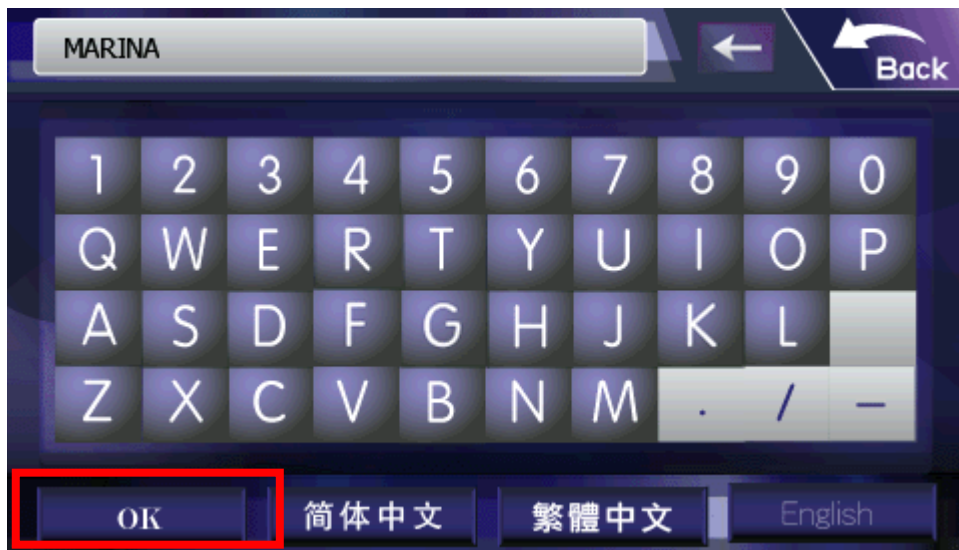 MARINA
Back
1 2 3 4 5 6 7 8 9 0
Q W E R T Y U I O P
A S D F G H J K L
Z X C V B N M . / –
OK 简体中文 繁體中文 English